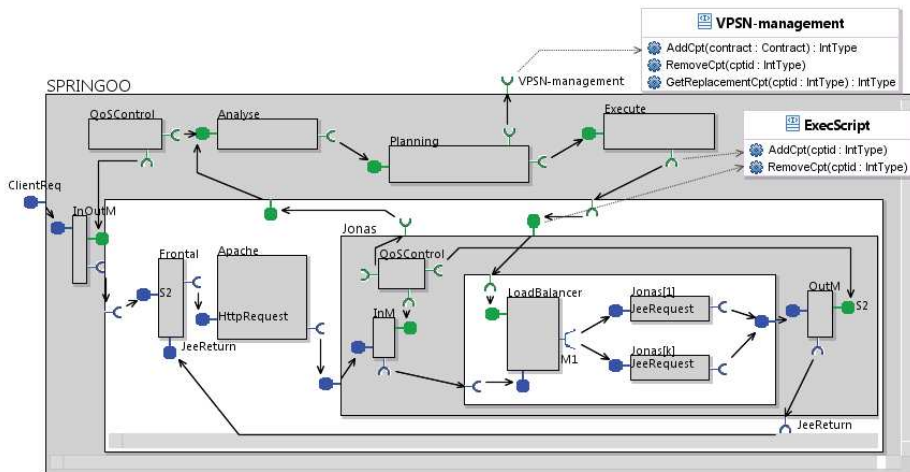 VPSN-management
AddCpt(contract : Contract) : IntType
RemoveCpt(cptid : IntType)
GetReplacementCpt(cptid : IntType) : IntType
VPSN-management
SPRINGOO
QoSControl
Analyse
Planning
Execute
ExecScript
AddCpt(cptid : IntType)
RemoveCpt(cptid : IntType)
ClientReq
InOutM
Jonas
Frontal
Apache
QoSControl
S2
HttpRequest
JeeReturn
InM
LoadBalancer
M1
Jonas[1]
JeeRequest
Jonas[k]
JeeRequest
OutM
S2
JeeReturn